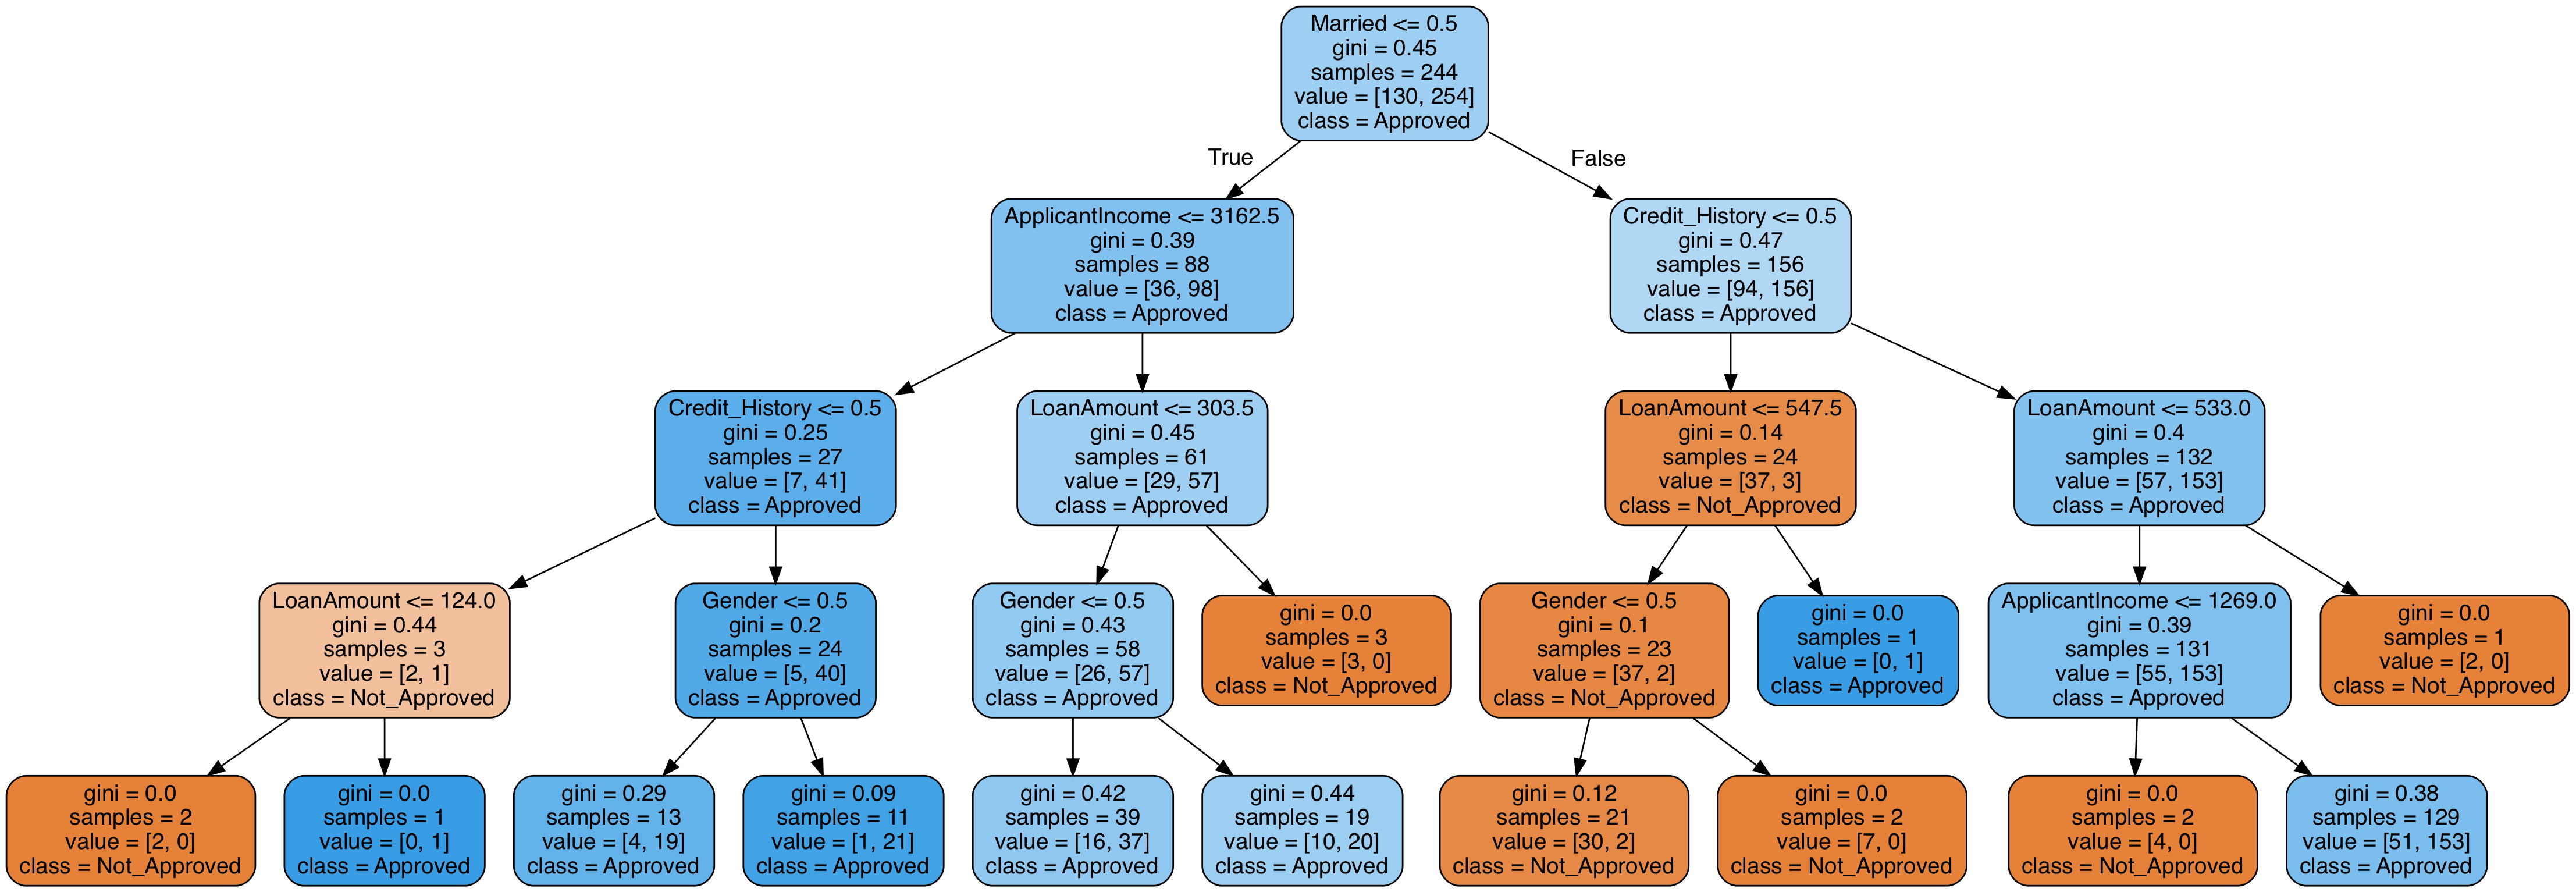 Married <= 0.5
gini = 0.45
samples = 244
value = [130, 254]
class = Approved
True
False
ApplicantIncome <= 3162.5
gini = 0.39
samples = 88
value = [36, 98]
class = Approved
Credit_History <= 0.5
gini = 0.47
samples = 156
value = [94, 156]
class = Approved
Credit_History <= 0.5
gini = 0.25
samples = 27
value = [7, 41]
class = Approved
LoanAmount <= 303.5
gini = 0.45
samples = 61
value = [29, 57]
class = Approved
LoanAmount <= 547.5
gini = 0.14
samples = 24
value = [37, 3]
class = Not_Approved
LoanAmount <= 533.0
gini = 0.4
samples = 132
value = [57, 153]
class = Approved
LoanAmount <= 124.0
gini = 0.44
samples = 3
value = [2, 1]
class = Not_Approved
Gender <= 0.5
gini = 0.2
samples = 24
value = [5, 40]
class = Approved
Gender <= 0.5
gini = 0.43
samples = 58
value = [26, 57]
class = Approved
gini = 0.0
samples = 3
value = [3, 0]
class = Not_Approved
Gender <= 0.5
gini = 0.1
samples = 23
value = [37, 2]
class = Not_Approved
gini = 0.0
samples = 1
value = [0, 1]
class = Approved
ApplicantIncome <= 1269.0
gini = 0.39
samples = 131
value = [55, 153]
class = Approved
gini = 0.0
samples = 1
value = [2, 0]
class = Not_Approved
gini = 0.0
samples = 2
value = [2, 0]
class = Not_Approved
gini = 0.0
samples = 1
value = [0, 1]
class = Approved
gini = 0.29
samples = 13
value = [4, 19]
class = Approved
gini = 0.09
samples = 11
value = [1, 21]
class = Approved
gini = 0.42
samples = 39
value = [16, 37]
class = Approved
gini = 0.44
samples = 19
value = [10, 20]
class = Approved
gini = 0.12
samples = 21
value = [30, 2]
class = Not_Approved
gini = 0.0
samples = 2
value = [7, 0]
class = Not_Approved
gini = 0.0
samples = 2
value = [4, 0]
class = Not_Approved
gini = 0.38
samples = 129
value = [51, 153]
class = Approved